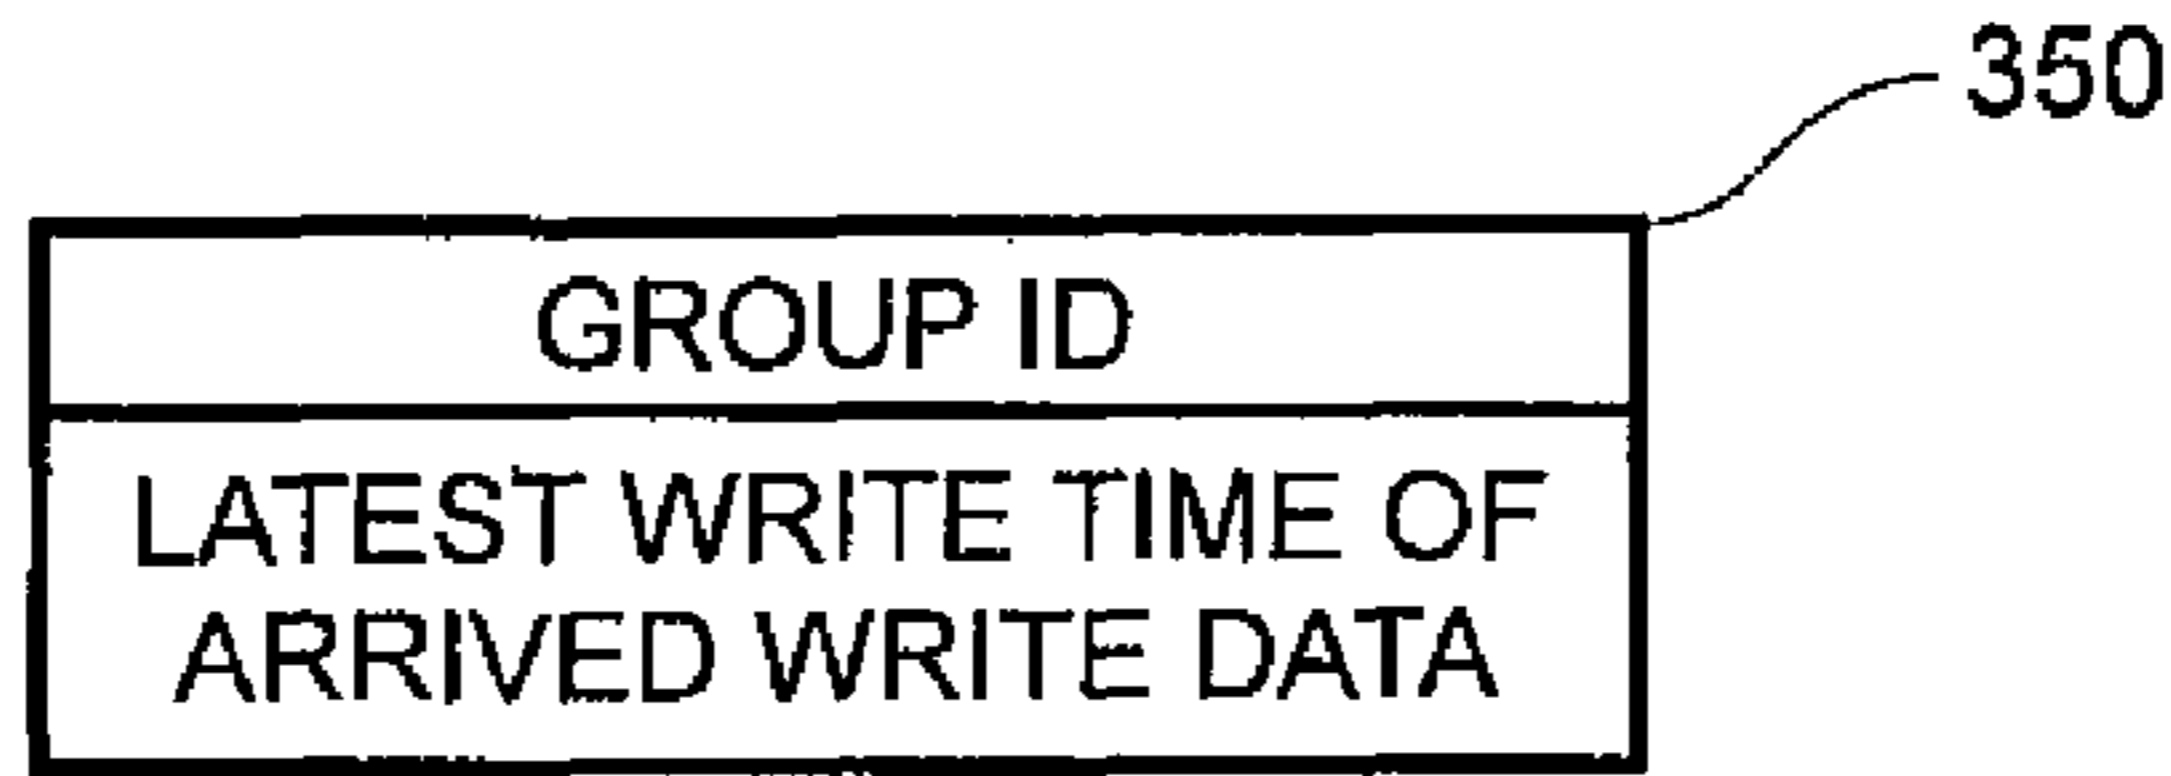 350
GROUP ID
LATEST WRITE TIME OF
ARRIVED WRITE DATA